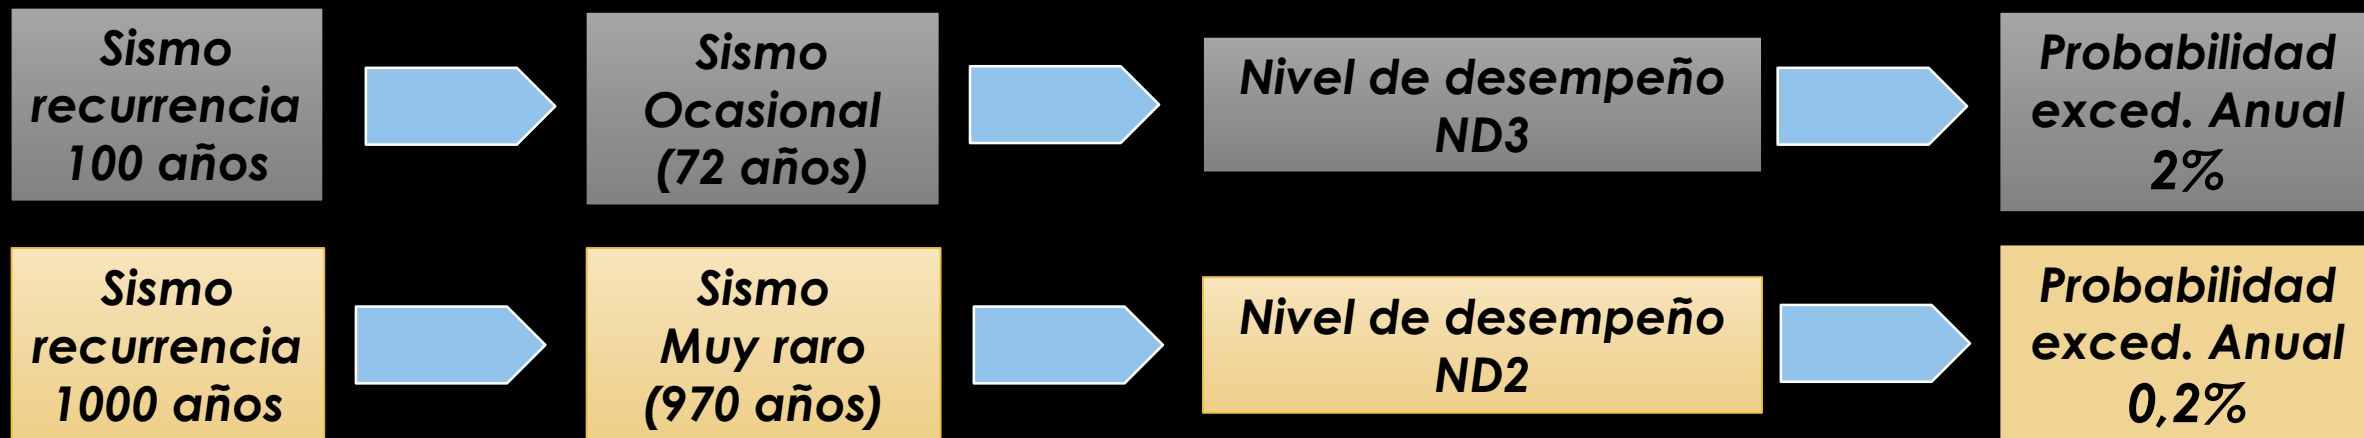 Sismo
recurrencia
100 años
Sismo
Ocasional
(72 años)
Nivel de desempeño
ND3
Probabilidad
exced. Anual
2%
Sismo
recurrencia
1000 años
Sismo
Muy raro
(970 años)
Nivel de desempeño
ND2
Probabilidad
exced. Anual
0,2%